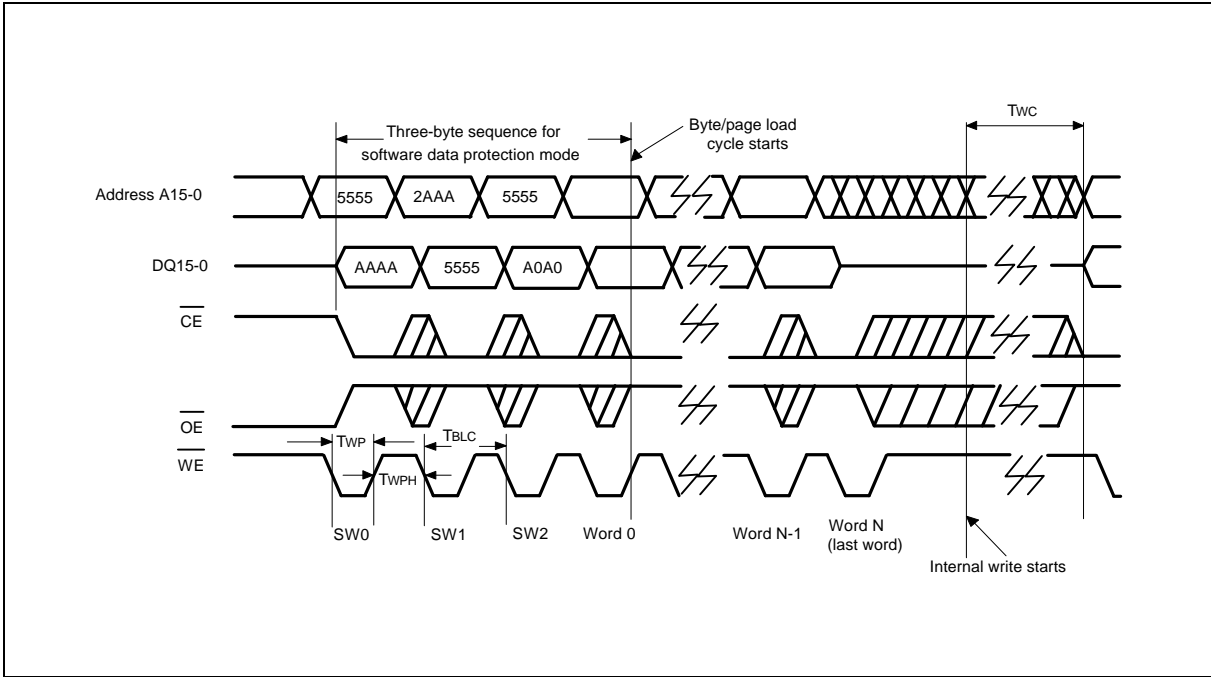 Three-byte sequence for
software data protection mode
Byte/page load
cycle starts
TWC
Address A15-0
5555
2AAA
5555
DQ15-0
AAAA
5555
A0A0
CE
OE
TWP
TBLC
WE
TWPH
SW0
SW1
SW2
Word 0
Word N-1
Word N
(last word)
Internal write starts